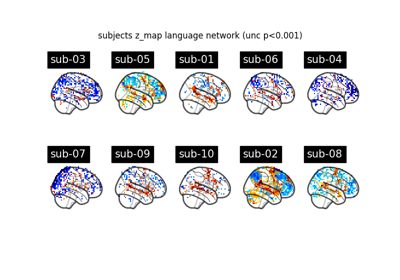 subjects z_map language network (unc p<0.001)
sub-03 sub-05 sub-01 sub-06 sub-04
sub-07 sub-09 sub-10 sub-02 sub-08